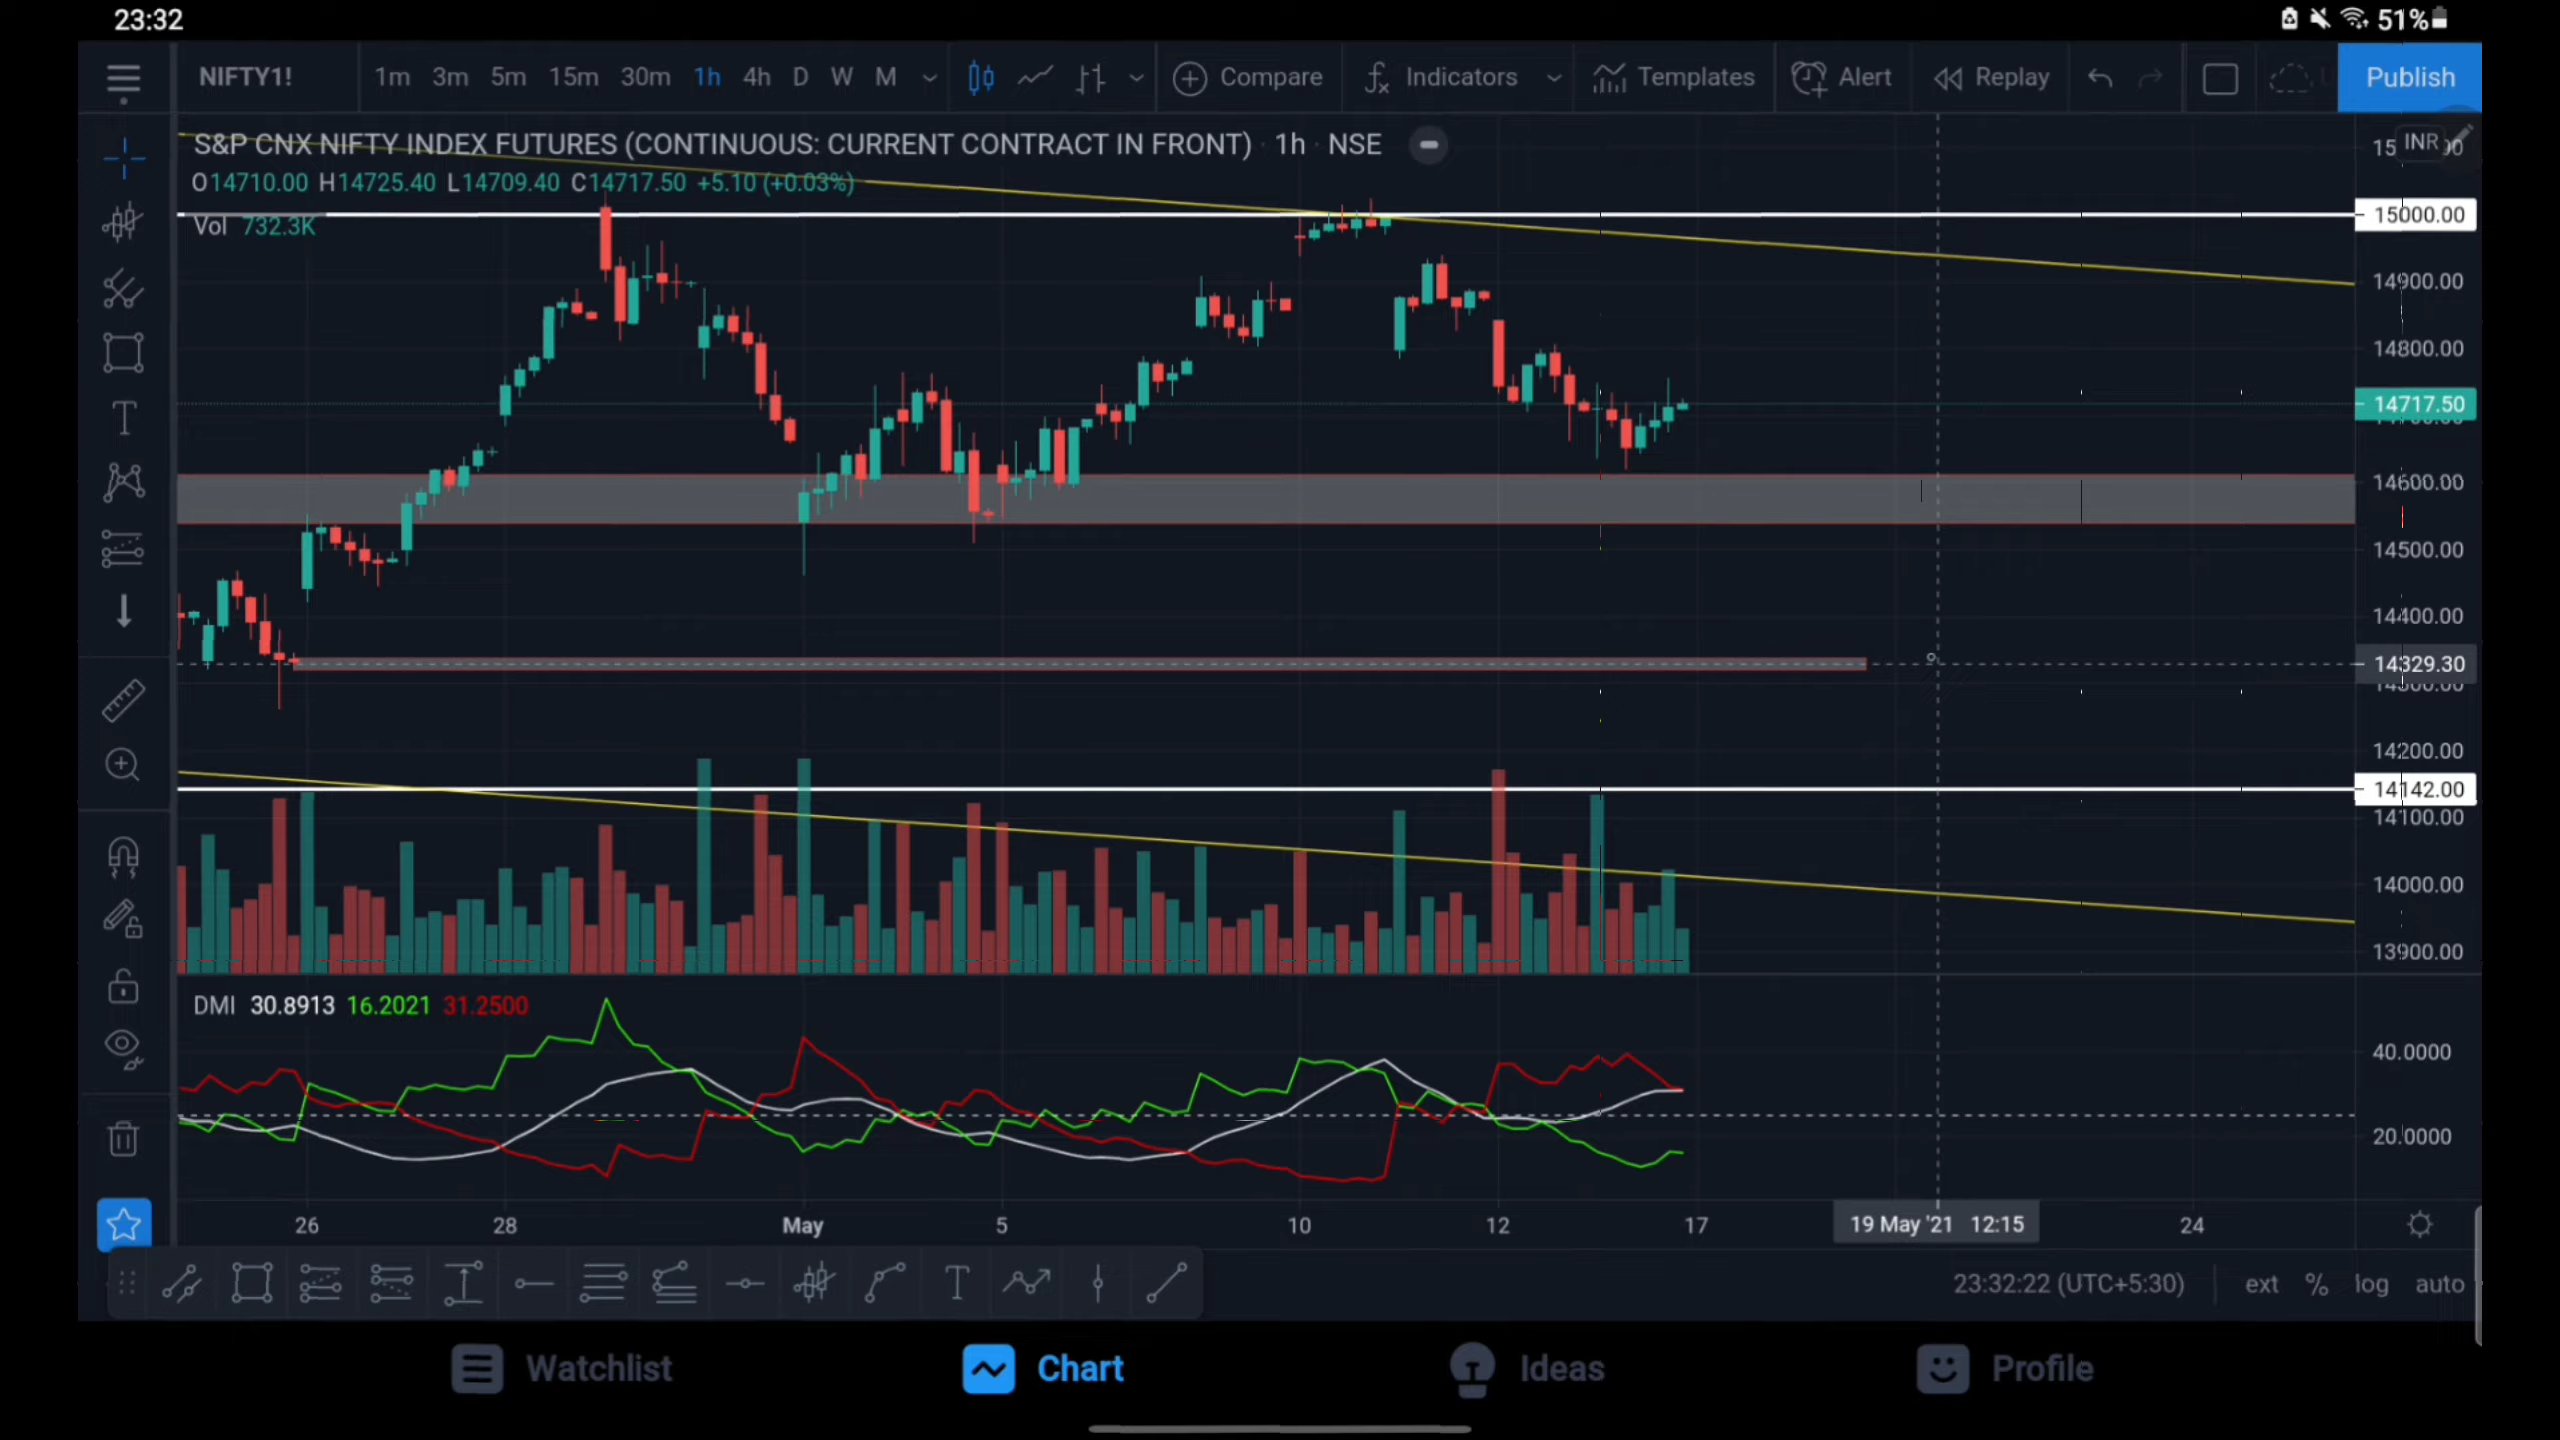 23:32 51%
NIFTY1! 1m 3m 5m 15m 30m 1h 4h D W M Compare Indicators Templates Alert Replay Publish
S&P CNX NIFTY INDEX FUTURES (CONTINUOUS: CURRENT CONTRACT IN FRONT) · 1h · NSE
INR
O14710.00 H14725.40 L14709.40 C14717.50 +5.10 (+0.03%)
Vol 732.3K
15000.00
14900.00
14800.00
14717.50
14600.00
14500.00
14400.00
14329.30
14300.00
14200.00
14142.00
14100.00
14000.00
13900.00
DMI 30.8913 16.2021 31.2500
40.0000
20.0000
26 28 May 5 10 12 17 19 May '21 12:15 24
23:32:22 (UTC+5:30) ext % log auto
Watchlist Chart Ideas Profile